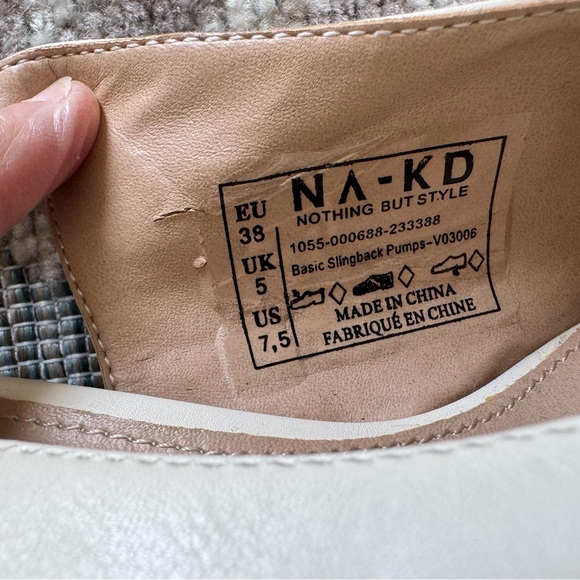 EU
38
UK
5
US
7,5
NA-KD
NOTHING BUT STYLE
1055-000688-233388
Basic Slingback Pumps-V03006
MADE IN CHINA
FABRIQUÉ EN CHINE